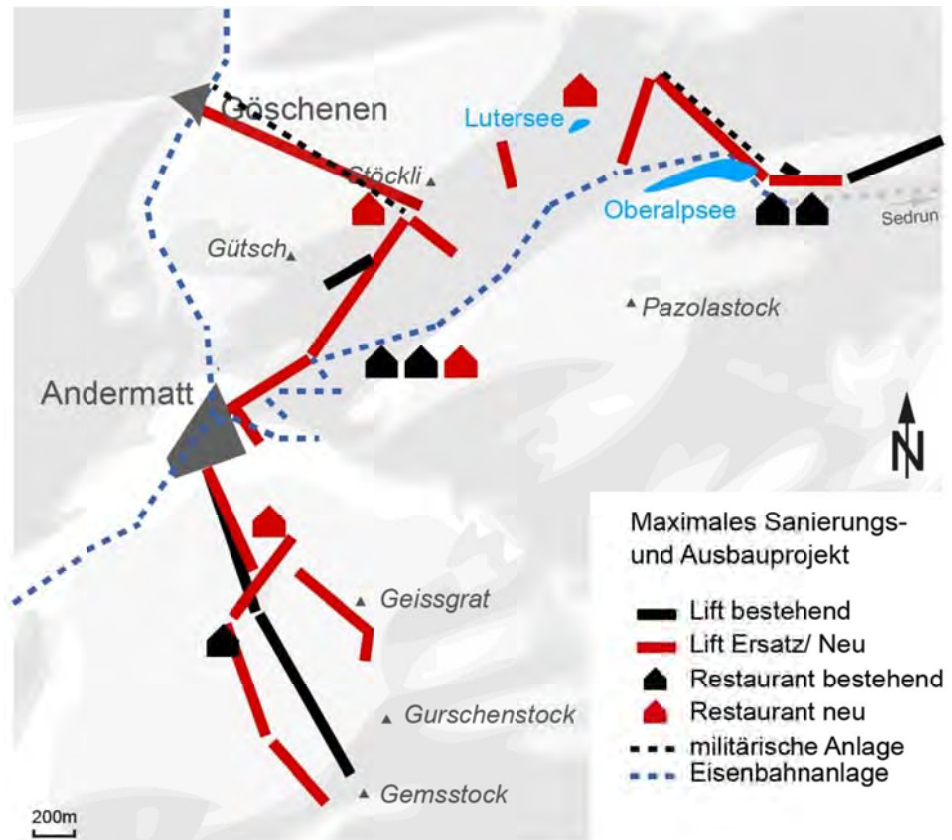 Göschenen
Lutersee
Stöckli
Oberalpsee
Sedrun
Gütsch
Pazolastock
Andermatt
N
Maximales Sanierungs-
und Ausbauprojekt
Geissgrat
Lift bestehend
Lift Ersatz/ Neu
Restaurant bestehend
Gurschenstock
Restaurant neu
militärische Anlage
Eisenbahnanlage
Gemsstock
200m